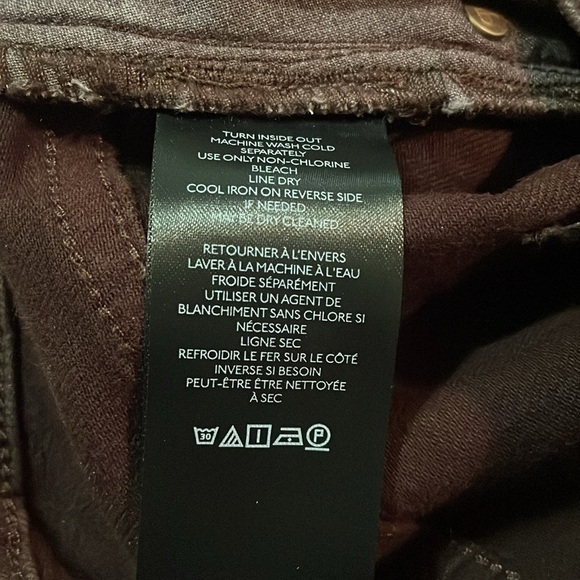 TURN INSIDE OUT
MACHINE WASH COLD
SEPARATELY
USE ONLY NON-CHLORINE
BLEACH
LINE DRY
COOL IRON ON REVERSE SIDE
IF NEEDED
MAY BE DRY CLEANED
RETOURNER À L'ENVERS
LAVER À LA MACHINE À L'EAU
FROIDE SÉPARÉMENT
UTILISER UN AGENT DE
BLANCHIMENT SANS CHLORE SI
NÉCESSAIRE
LIGNE SEC
REFROIDIR LE FER SUR LE CÔTÉ
INVERSE SI BESOIN
PEUT-ÊTRE ÊTRE NETTOYÉE
À SEC
30 P